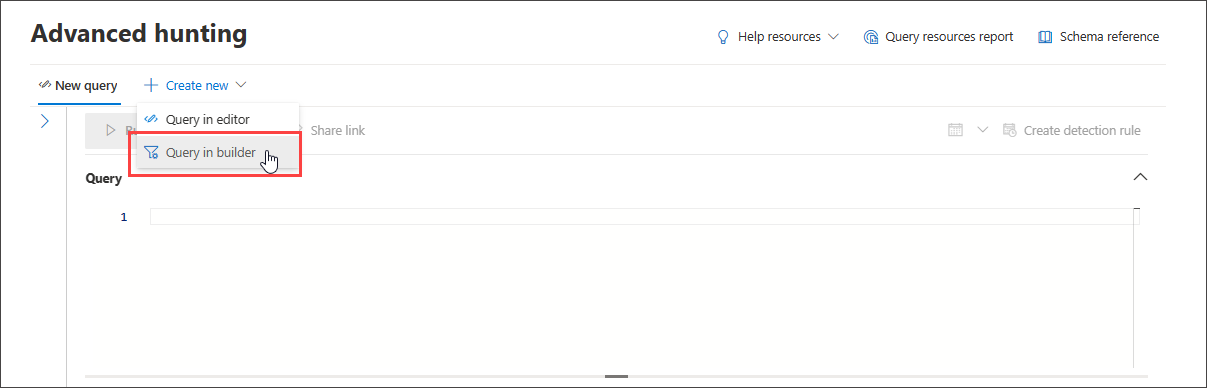 Advanced hunting
Help resources
Query resources report
Schema reference
New query
Create new
Query in editor
Share link
Create detection rule
Query in builder
Query
1